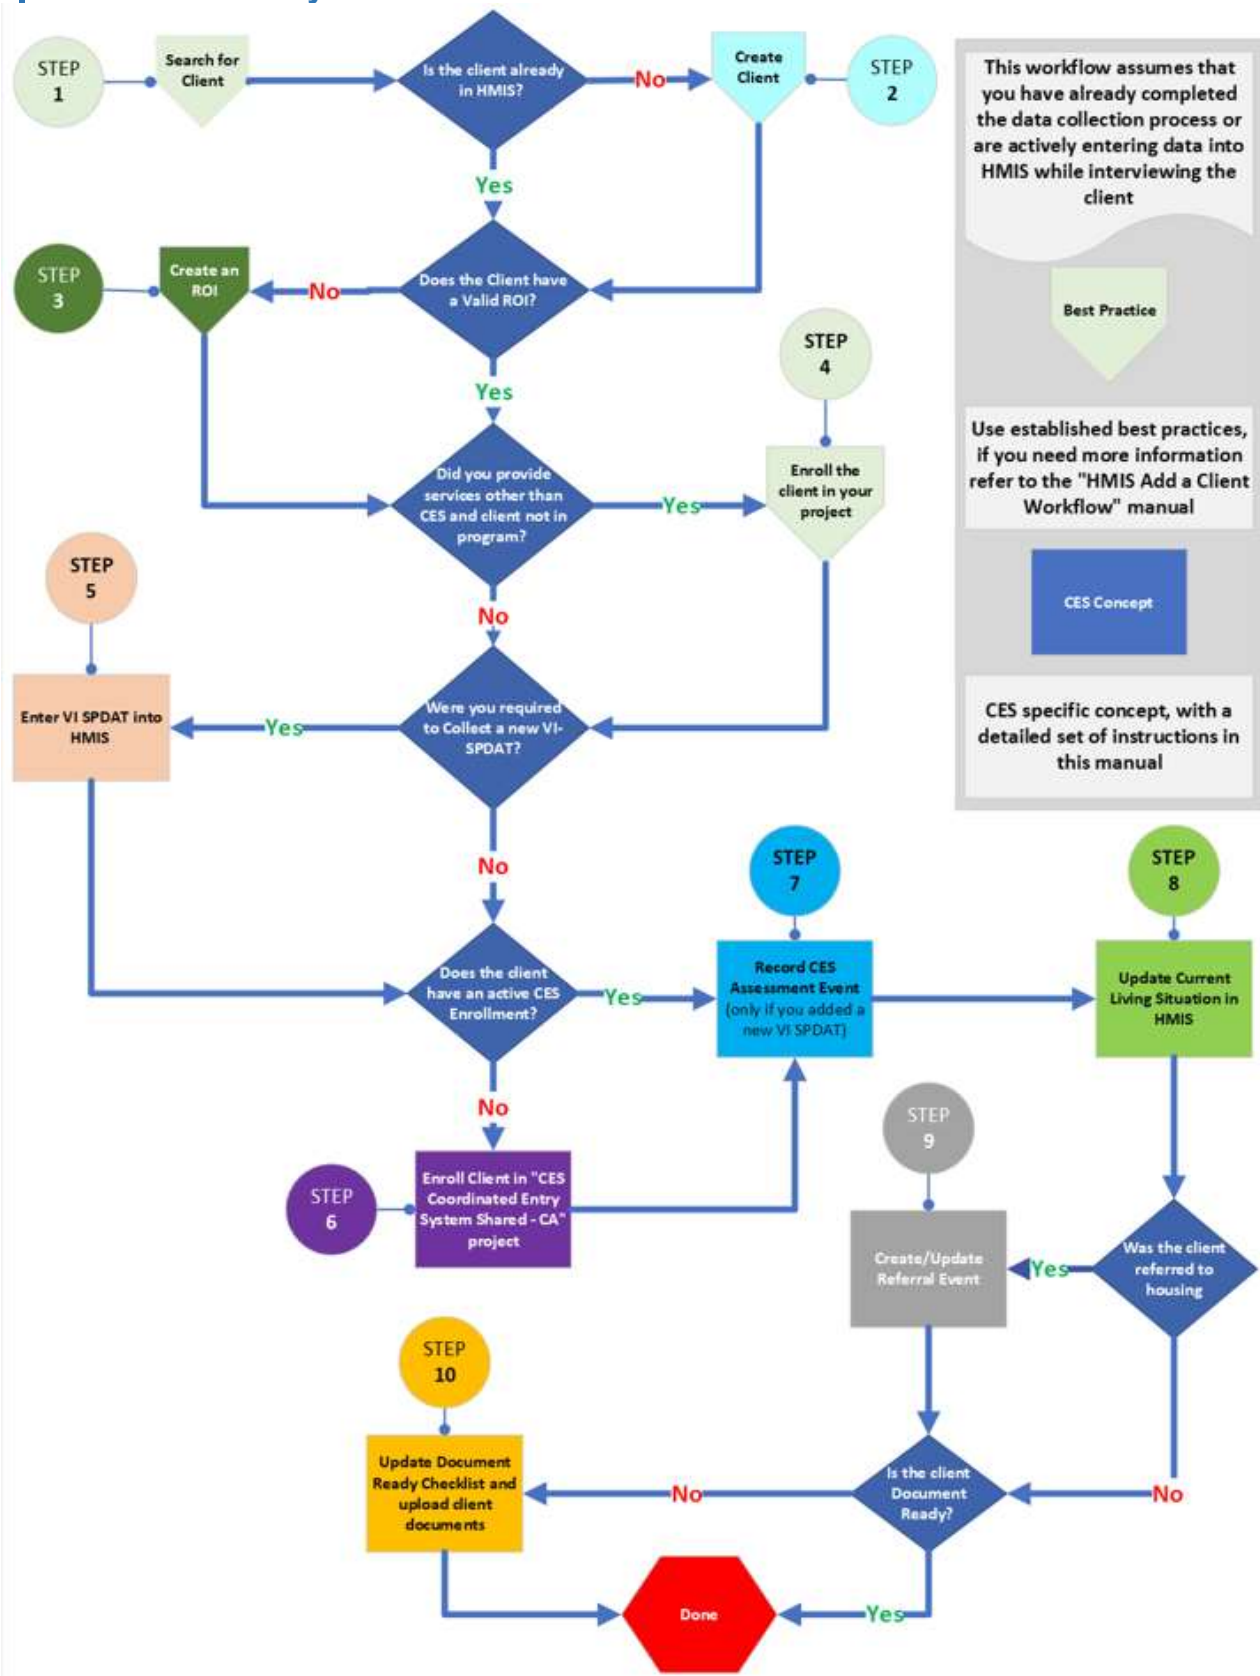 STEP
1
Search for
Client
Is the client already
in HMIS?
No
Create
Client
STEP
2
This workflow assumes that
you have already completed
the data collection process or
are actively entering data into
HMIS while interviewing the
client
Yes
STEP
3
Create an
ROI
No
Does the Client have
a Valid ROI?
Best Practice
STEP
4
Yes
Did you provide
services other than
CES and client not in
program?
Yes
Enroll the
client in your
project
Use established best practices,
if you need more information
refer to the "HMIS Add a Client
Workflow" manual
STEP
5
No
CES Concept
Enter VI SPDAT into
HMIS
Yes
Were you required
to Collect a new VI-
SPDAT?
CES specific concept, with a
detailed set of instructions in
this manual
No
STEP
7
STEP
8
Does the client
have an active CES
Enrollment?
Yes
Record CES
Assessment Event
(only if you added a
new VI SPDAT)
Update Current
Living Situation in
HMIS
No
STEP
9
STEP
6
Enroll Client in "CES
Coordinated Entry
System Shared - CA"
project
Create/Update
Referral Event
Yes
Was the client
referred to
housing
STEP
10
Update Document
Ready Checklist and
upload client
documents
No
Is the client
Document
Ready?
No
Done
Yes